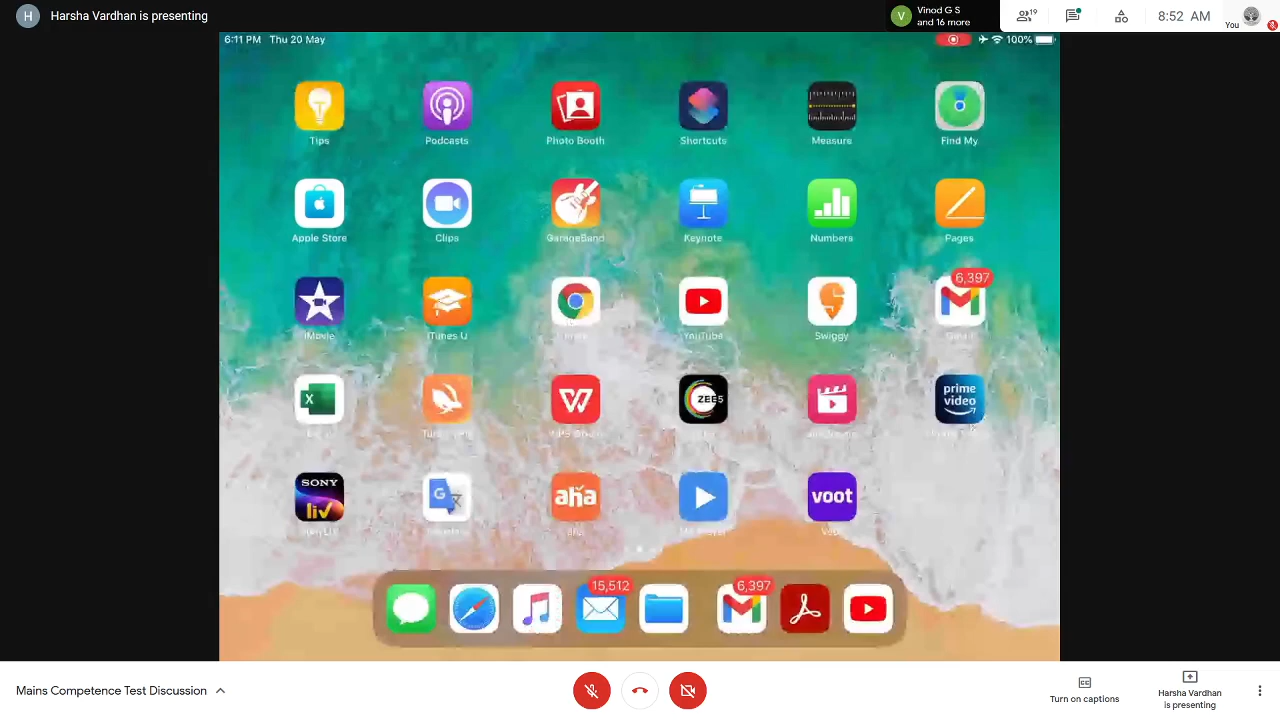 H Harsha Vardhan is presenting
V Vinod G S
and 16 more
19
8:52 AM
You
6:11 PM Thu 20 May
100%
Tips Podcasts Photo Booth Shortcuts Measure Find My
Apple Store Clips GarageBand Keynote Numbers Pages
6,397
iMovie iTunes U YouTube Swiggy Gmail
X W ZEE5 prime video
SONY liv G aha voot
15,512 6,397
Mains Competence Test Discussion
Turn on captions
Harsha Vardhan
is presenting